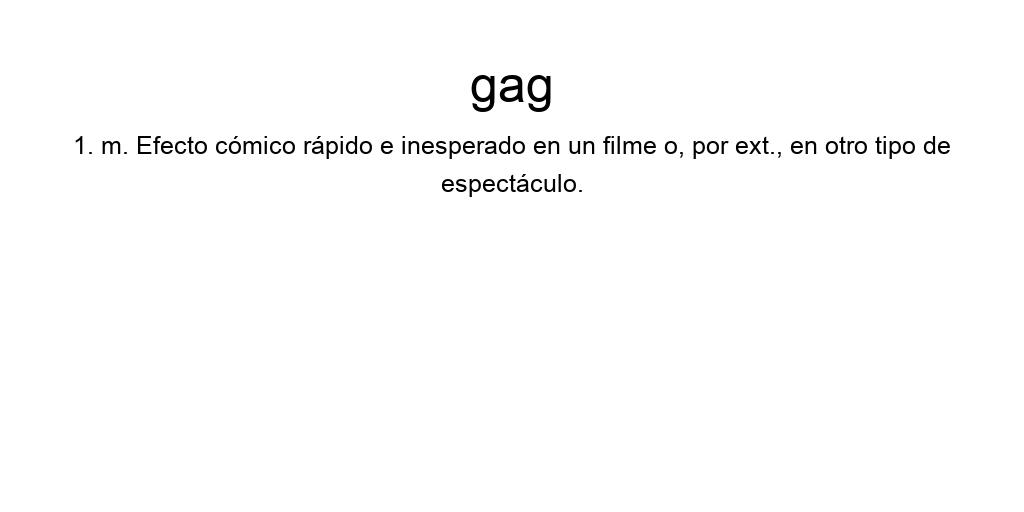 gag
1. m. Efecto cómico rápido e inesperado en un filme o, por ext., en otro tipo de
espectáculo.